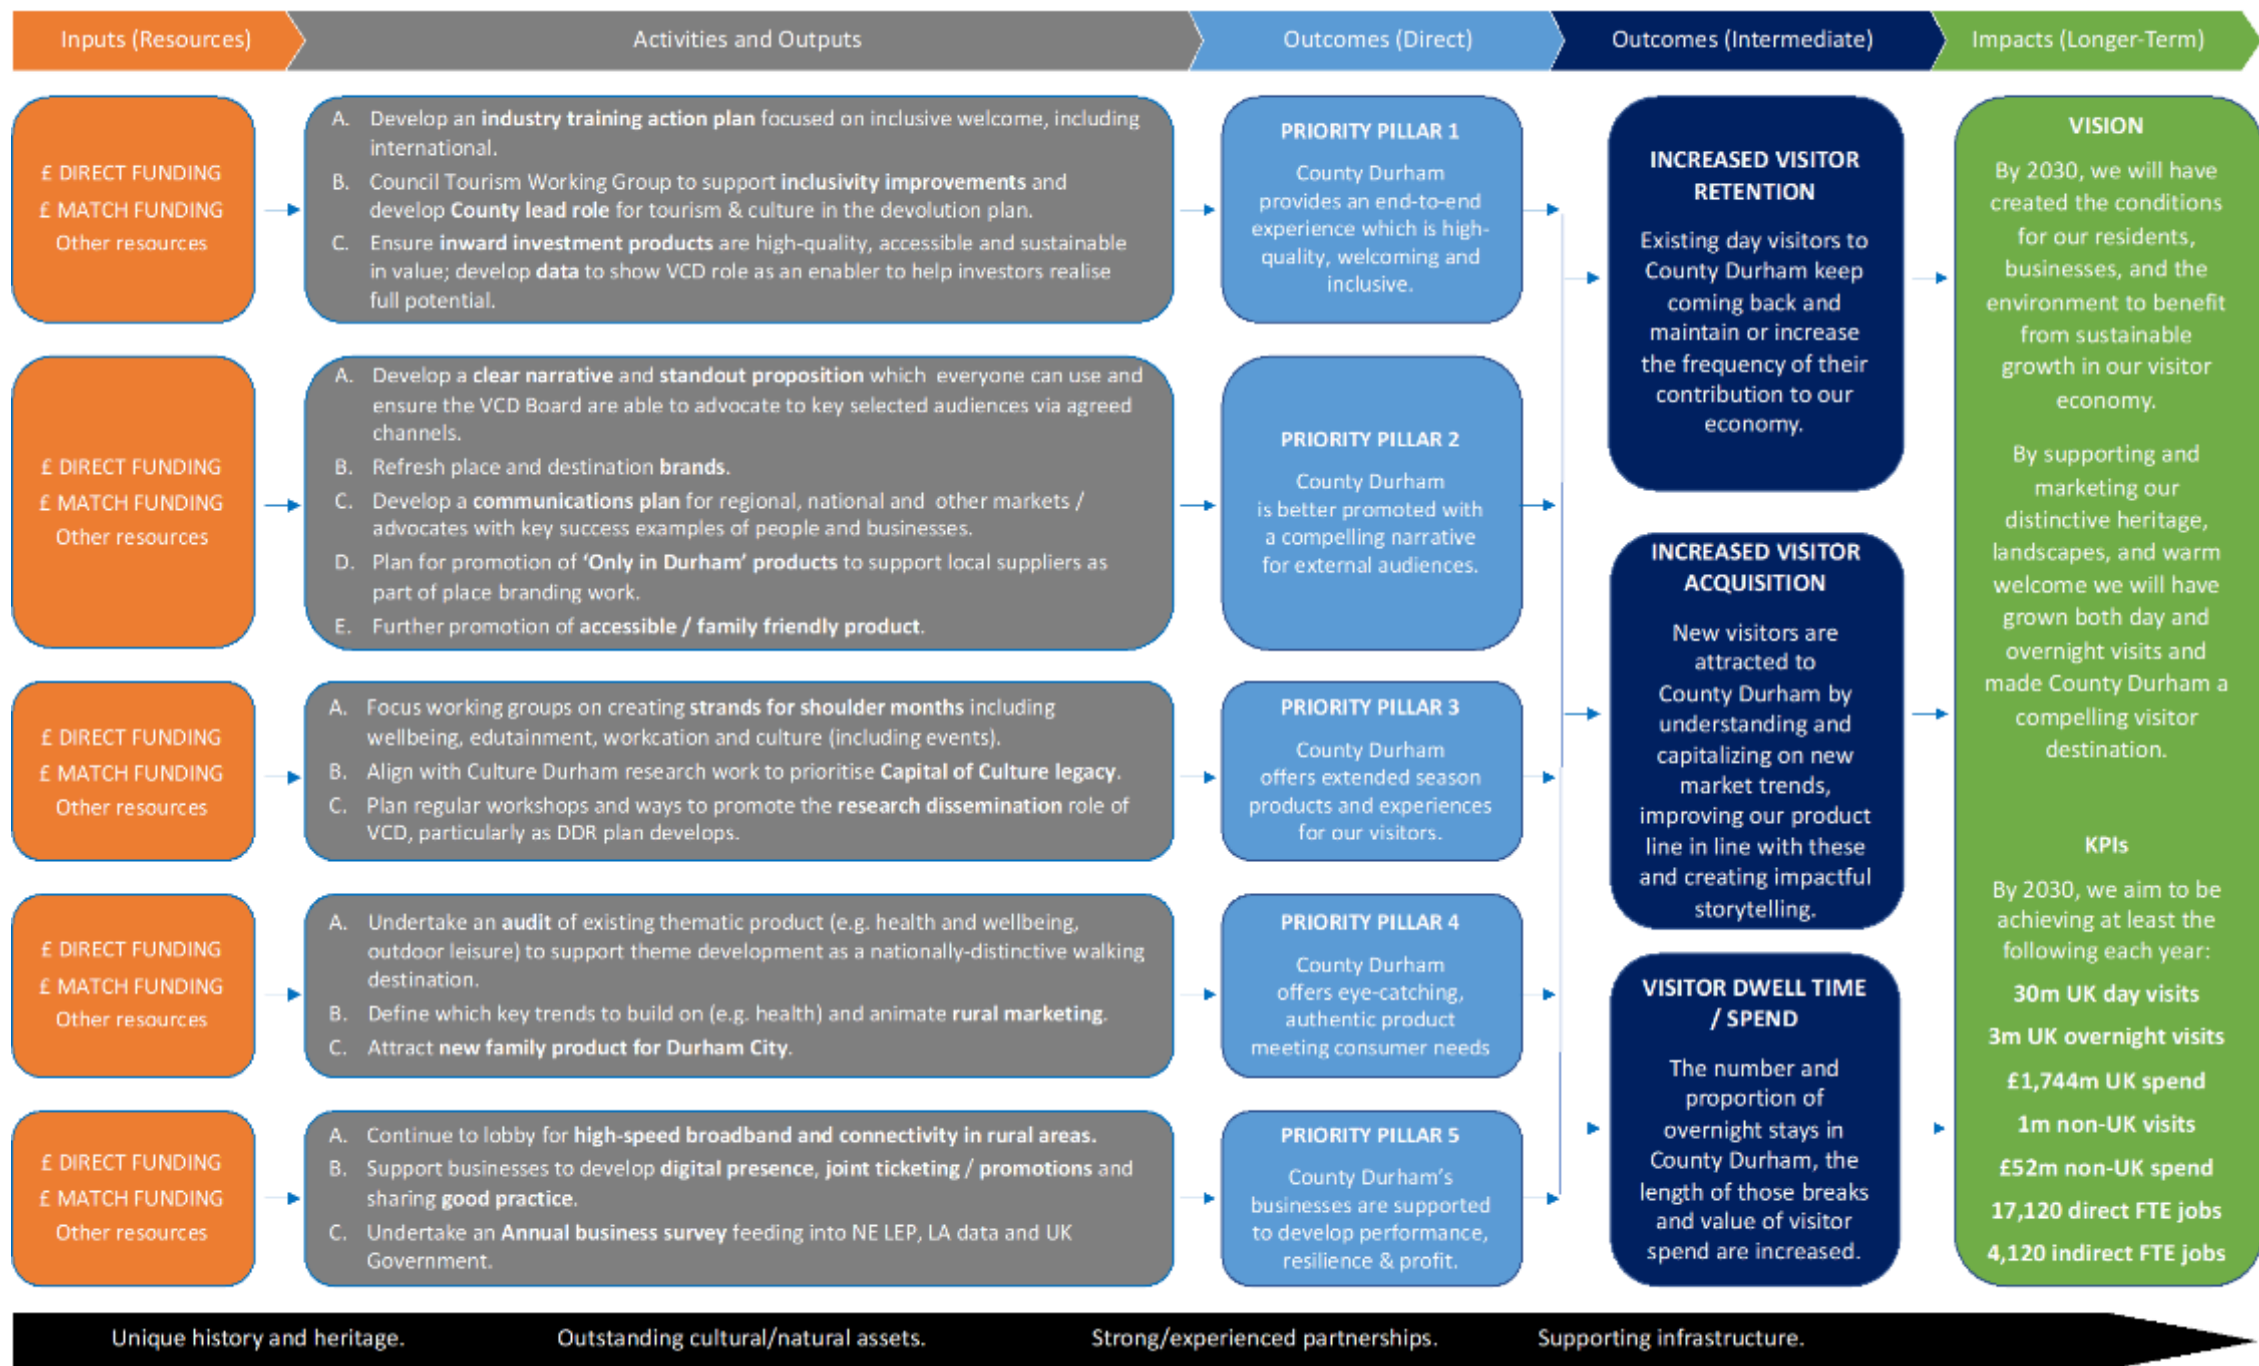 Inputs (Resources)
Activities and Outputs
Outcomes (Direct)
Outcomes (Intermediate)
Impacts (Longer-Term)
£ DIRECT FUNDING
£ MATCH FUNDING
Other resources
A. Develop an industry training action plan focused on inclusive welcome, including
international.
B. Council Tourism Working Group to support inclusivity improvements and
develop County lead role for tourism & culture in the devolution plan.
C. Ensure inward investment products are high-quality, accessible and sustainable
in value; develop data to show VCD role as an enabler to help investors realise
full potential.
PRIORITY PILLAR 1
County Durham
provides an end-to-end
experience which is high-
quality, welcoming and
inclusive.
£ DIRECT FUNDING
£ MATCH FUNDING
Other resources
A. Develop a clear narrative and standout proposition which everyone can use and
ensure the VCD Board are able to advocate to key selected audiences via agreed
channels.
B. Refresh place and destination brands.
C. Develop a communications plan for regional, national and other markets /
advocates with key success examples of people and businesses.
D. Plan for promotion of ‘Only in Durham’ products to support local suppliers as
part of place branding work.
E. Further promotion of accessible / family friendly product.
PRIORITY PILLAR 2
County Durham
is better promoted with
a compelling narrative
for external audiences.
£ DIRECT FUNDING
£ MATCH FUNDING
Other resources
A. Focus working groups on creating strands for shoulder months including
wellbeing, edutainment, workcation and culture (including events).
B. Align with Culture Durham research work to prioritise Capital of Culture legacy.
C. Plan regular workshops and ways to promote the research dissemination role of
VCD, particularly as DDR plan develops.
PRIORITY PILLAR 3
County Durham
offers extended season
products and experiences
for our visitors.
£ DIRECT FUNDING
£ MATCH FUNDING
Other resources
A. Undertake an audit of existing thematic product (e.g. health and wellbeing,
outdoor leisure) to support theme development as a nationally-distinctive walking
destination.
B. Define which key trends to build on (e.g. health) and animate rural marketing.
C. Attract new family product for Durham City.
PRIORITY PILLAR 4
County Durham
offers eye-catching,
authentic product
meeting consumer needs
£ DIRECT FUNDING
£ MATCH FUNDING
Other resources
A. Continue to lobby for high-speed broadband and connectivity in rural areas.
B. Support businesses to develop digital presence, joint ticketing / promotions and
sharing good practice.
C. Undertake an Annual business survey feeding into NE LEP, LA data and UK
Government.
PRIORITY PILLAR 5
County Durham’s
businesses are supported
to develop performance,
resilience & profit.
INCREASED VISITOR
RETENTION
Existing day visitors to
County Durham keep
coming back and
maintain or increase
the frequency of their
contribution to our
economy.
INCREASED VISITOR
ACQUISITION
New visitors are
attracted to
County Durham by
understanding and
capitalizing on new
market trends,
improving our product
line in line with these
and creating impactful
storytelling.
VISITOR DWELL TIME
/ SPEND
The number and
proportion of
overnight stays in
County Durham, the
length of those breaks
and value of visitor
spend are increased.
VISION
By 2030, we will have
created the conditions
for our residents,
businesses, and the
environment to benefit
from sustainable
growth in our visitor
economy.
By supporting and
marketing our
distinctive heritage,
landscapes, and warm
welcome we will have
grown both day and
overnight visits and
made County Durham a
compelling visitor
destination.
KPIs
By 2030, we aim to be
achieving at least the
following each year:
30m UK day visits
3m UK overnight visits
£1,744m UK spend
1m non-UK visits
£52m non-UK spend
17,120 direct FTE jobs
4,120 indirect FTE jobs
Unique history and heritage.
Outstanding cultural/natural assets.
Strong/experienced partnerships.
Supporting infrastructure.